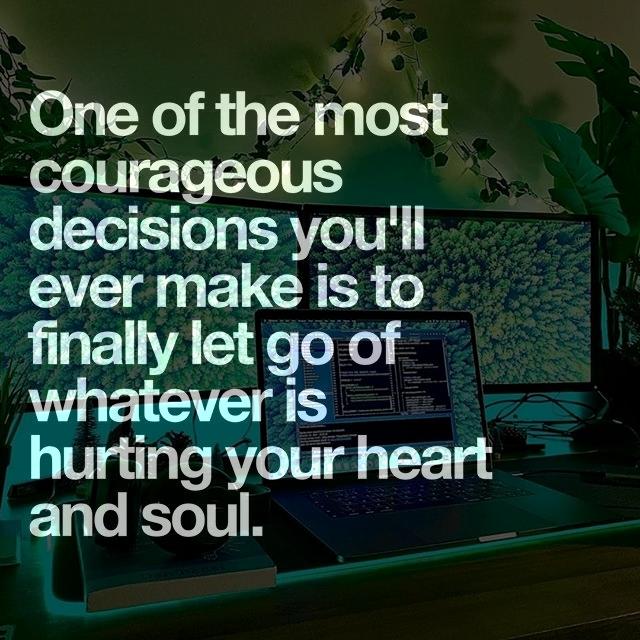 One of the most
courageous
decisions you'll
ever make is to
finally let go of
whatever is
hurting your heart
and soul.